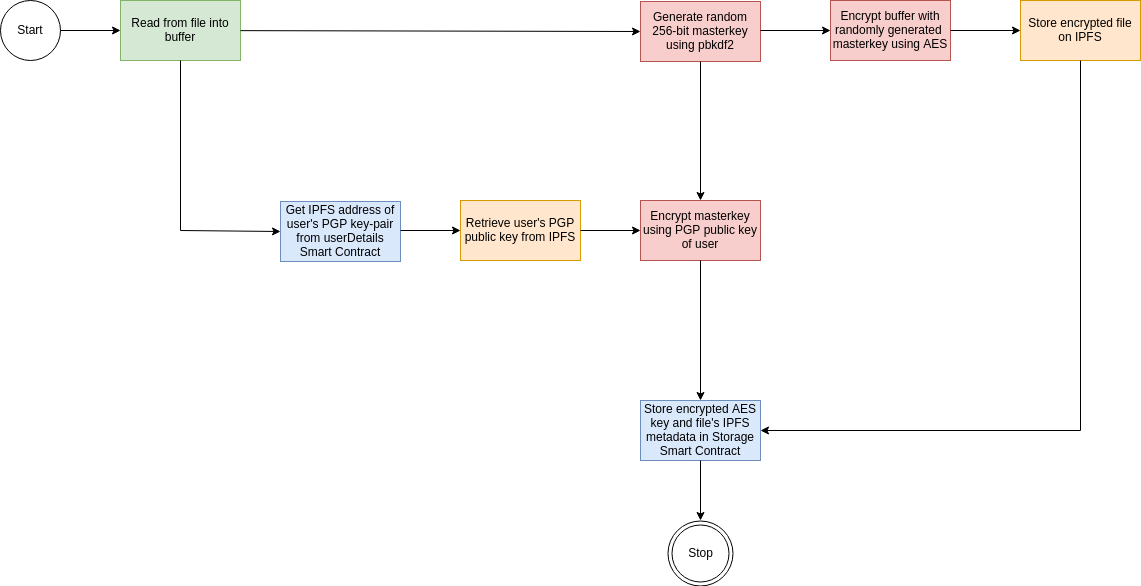 Start
Read from file into
buffer
Generate random
256-bit masterkey
using pbkdf2
Encrypt buffer with
randomly generated
masterkey using AES
Store encrypted file
on IPFS
Get IPFS address of
user's PGP key-pair
from userDetails
Smart Contract
Retrieve user's PGP
public key from IPFS
Encrypt masterkey
using PGP public key
of user
Store encrypted AES
key and file's IPFS
metadata in Storage
Smart Contract
Stop